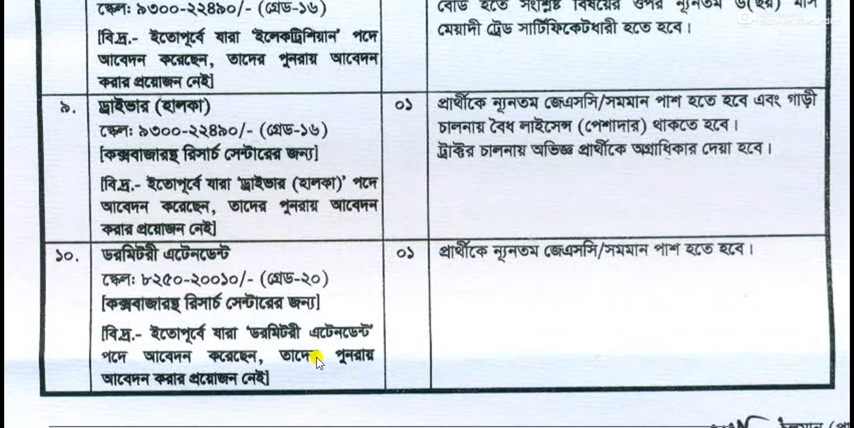 স্কেল: ৯৩০০-২২৪৯০/- (গ্রেড-১৬)
[বি.দ্র.- ইতোপূর্বে যারা 'ইলেকট্রিশিয়ান' পদে
আবেদন করেছেন, তাদের পুনরায় আবেদন
করার প্রয়োজন নেই]
বোর্ড হতে সংশ্লিষ্ট বিষয়ের উপর ন্যূনতম ৬(ছয়) মাস
মেয়াদী ট্রেড সার্টিফিকেটধারী হতে হবে।
৯.
ড্রাইভার (হালকা)
স্কেল: ৯৩০০-২২৪৯০/- (গ্রেড-১৬)
[কক্সবাজারস্থ রিসার্চ সেন্টারের জন্য]
[বি.দ্র.- ইতোপূর্বে যারা 'ড্রাইভার (হালকা)' পদে
আবেদন করেছেন, তাদের পুনরায় আবেদন
করার প্রয়োজন নেই]
০১
প্রার্থীকে ন্যূনতম জেএসসি/সমমান পাশ হতে হবে এবং গাড়ী
চালনায় বৈধ লাইসেন্স (পেশাদার) থাকতে হবে।
ট্রাক্টর চালনায় অভিজ্ঞ প্রার্থীকে অগ্রাধিকার দেয়া হবে।
১০.
ডরমিটরী এটেনডেন্ট
স্কেল: ৮২৫০-২০০১০/- (গ্রেড-২০)
[কক্সবাজারস্থ রিসার্চ সেন্টারের জন্য]
[বি.দ্র.- ইতোপূর্বে যারা 'ডরমিটরী এটেনডেন্ট'
পদে আবেদন করেছেন, তাদের পুনরায়
আবেদন করার প্রয়োজন নেই]
০১
প্রার্থীকে ন্যূনতম জেএসসি/সমমান পাশ হতে হবে।